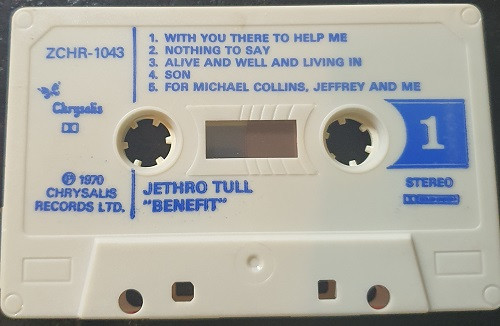 ZCHR-1043
1. WITH YOU THERE TO HELP ME
2. NOTHING TO SAY
3. ALIVE AND WELL AND LIVING IN
4. SON
5. FOR MICHAEL COLLINS, JEFFREY AND ME
Chrysalis
1
℗ 1970
CHRYSALIS
RECORDS LTD.
JETHRO TULL
"BENEFIT"
STEREO